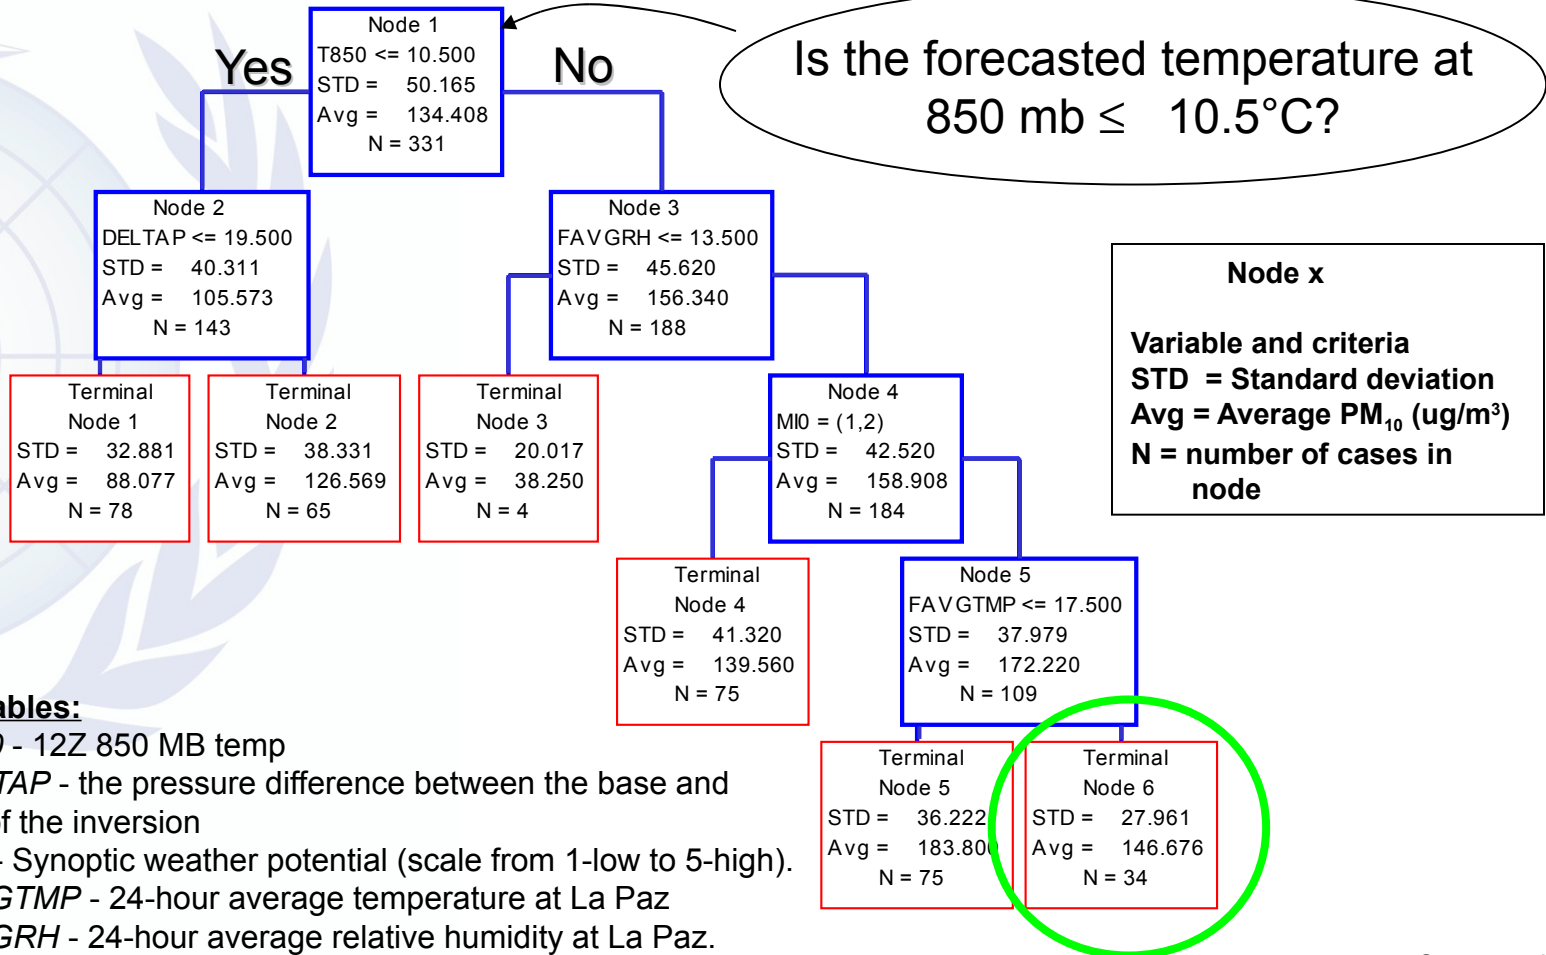 Node 1
T850 <= 10.500
STD = 50.165
Avg = 134.408
N = 331
Yes
No
Is the forecasted temperature at
850 mb ≤ 10.5°C?
Node 2
DELTAP <= 19.500
STD = 40.311
Avg = 105.573
N = 143
Node 3
FAVGRH <= 13.500
STD = 45.620
Avg = 156.340
N = 188
Node x
Variable and criteria
STD = Standard deviation
Avg = Average PM₁₀ (ug/m³)
N = number of cases in
node
Terminal
Node 1
STD = 32.881
Avg = 88.077
N = 78
Terminal
Node 2
STD = 38.331
Avg = 126.569
N = 65
Terminal
Node 3
STD = 20.017
Avg = 38.250
N = 4
Node 4
MI0 = (1,2)
STD = 42.520
Avg = 158.908
N = 184
Terminal
Node 4
STD = 41.320
Avg = 139.560
N = 75
Node 5
FAVGTMP <= 17.500
STD = 37.979
Avg = 172.220
N = 109
Terminal
Node 5
STD = 36.222
Avg = 183.800
N = 75
Terminal
Node 6
STD = 27.961
Avg = 146.676
N = 34
ables:
0 - 12Z 850 MB temp
TAP - the pressure difference between the base and
of the inversion
- Synoptic weather potential (scale from 1-low to 5-high).
GTMP - 24-hour average temperature at La Paz
GRH - 24-hour average relative humidity at La Paz.